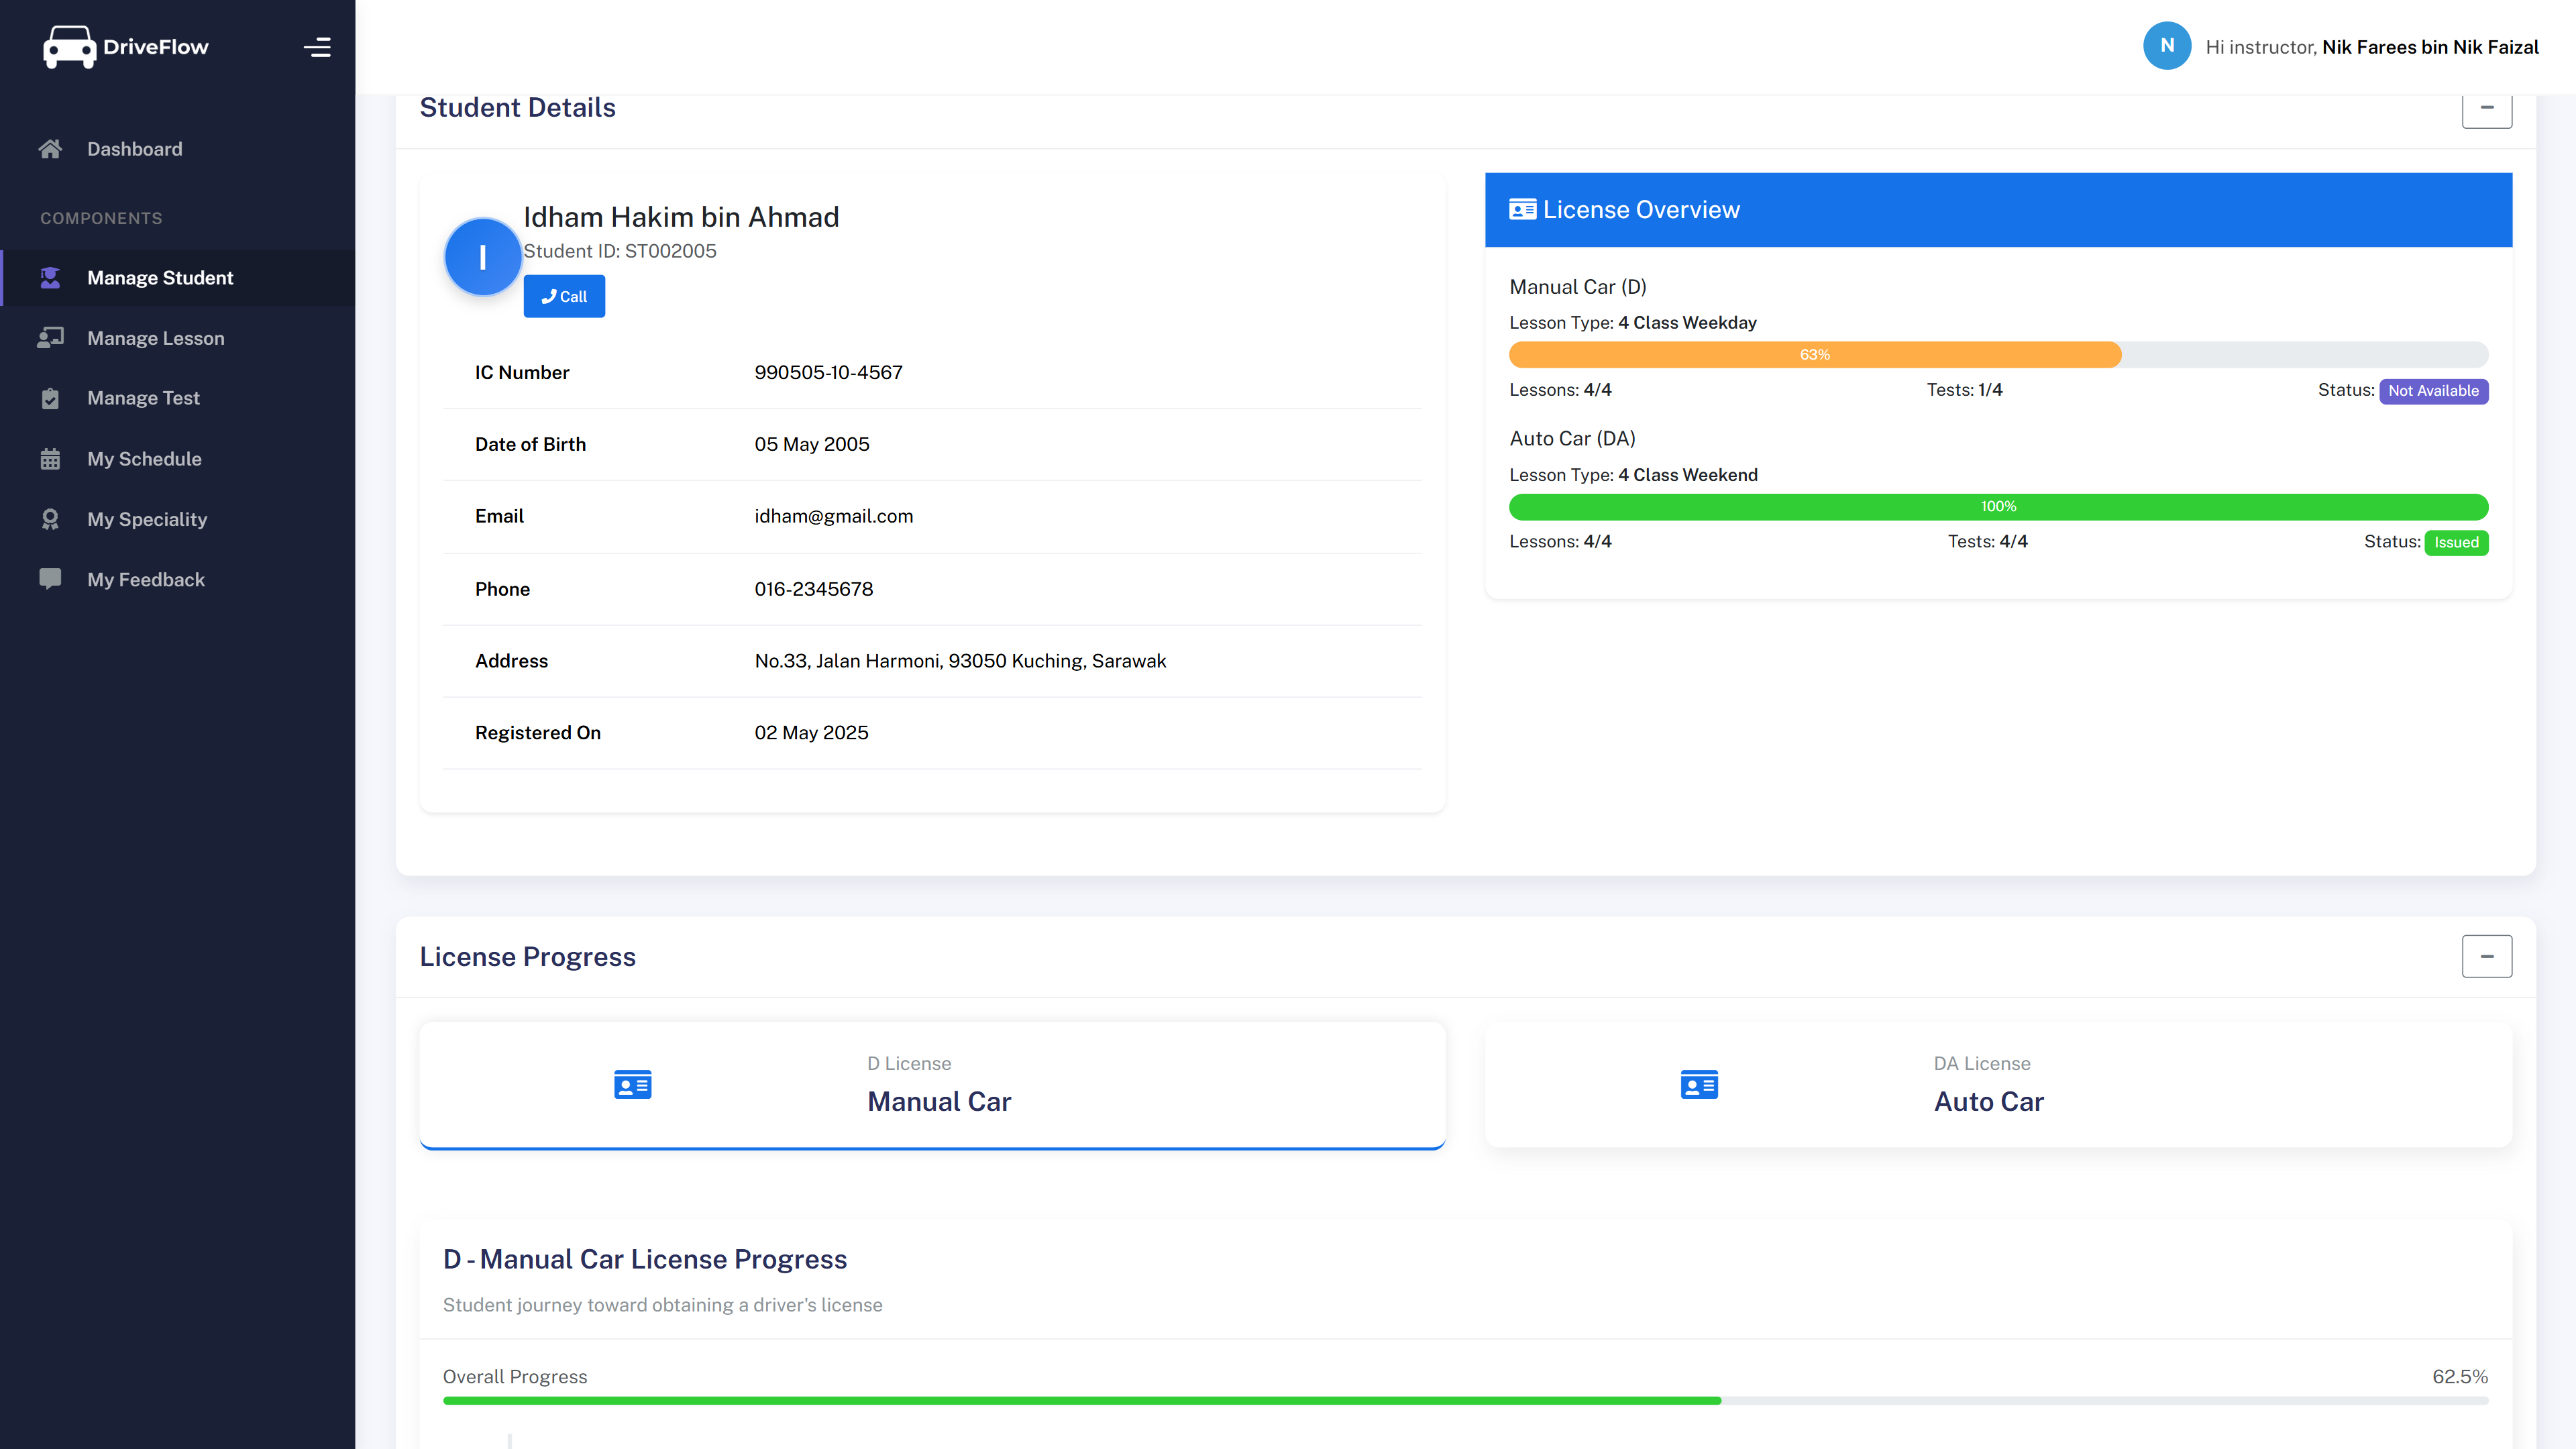 DriveFlow
Dashboard
COMPONENTS
Manage Student
Manage Lesson
Manage Test
My Schedule
My Speciality
My Feedback
N
Hi instructor, Nik Farees bin Nik Faizal
Student Details
I
Idham Hakim bin Ahmad
Student ID: ST002005
Call
IC Number 990505-10-4567
Date of Birth 05 May 2005
Email idham@gmail.com
Phone 016-2345678
Address No.33, Jalan Harmoni, 93050 Kuching, Sarawak
Registered On 02 May 2025
License Overview
Manual Car (D)
Lesson Type: 4 Class Weekday
63%
Lessons: 4/4 Tests: 1/4 Status: Not Available
Auto Car (DA)
Lesson Type: 4 Class Weekend
100%
Lessons: 4/4 Tests: 4/4 Status: Issued
License Progress
D License
Manual Car
DA License
Auto Car
D - Manual Car License Progress
Student journey toward obtaining a driver's license
Overall Progress 62.5%